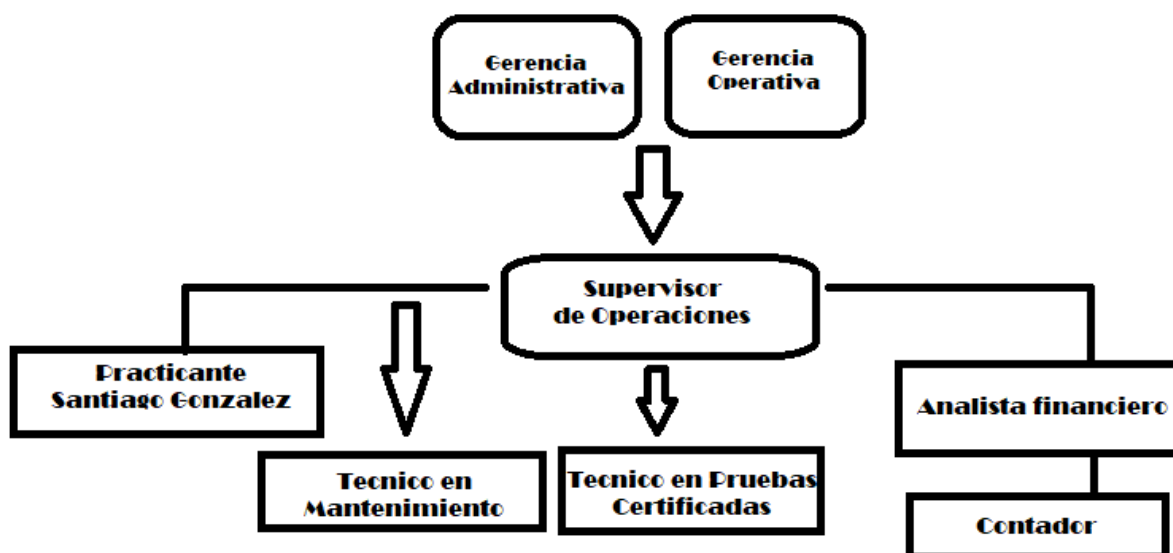 Gerencia
Administrativa
Gerencia
Operativa
Supervisor
de Operaciones
Practicante
Santiago Gonzalez
Analista financiero
Tecnico en
Mantenimiento
Tecnico en Pruebas
Certificadas
Contador